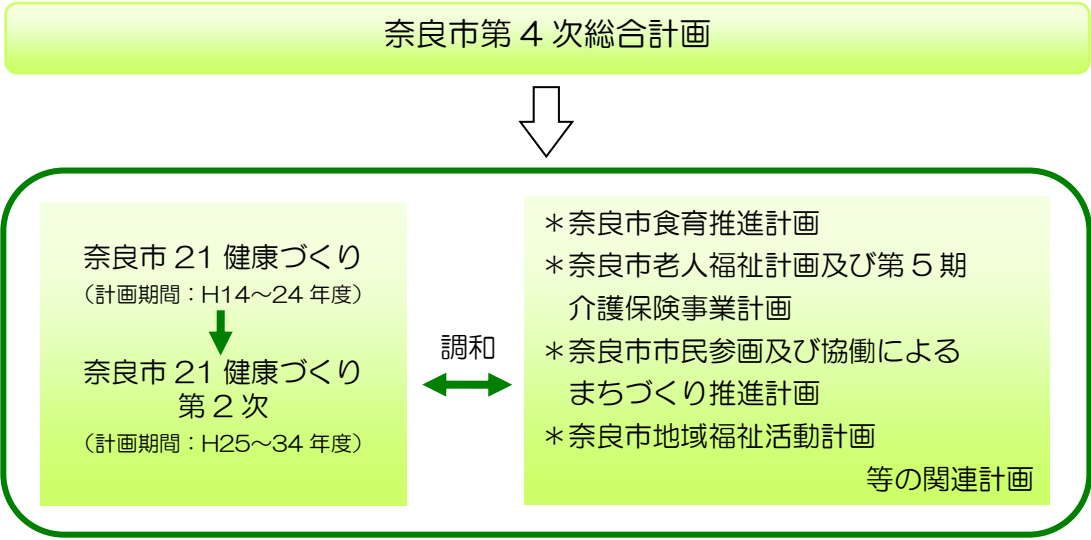 奈良市第4次総合計画
奈良市 21 健康づくり
（計画期間：H14～24 年度）
奈良市 21 健康づくり
第2次
（計画期間：H25～34 年度）
調和
＊奈良市食育推進計画
＊奈良市老人福祉計画及び第5期
介護保険事業計画
＊奈良市市民参画及び協働による
まちづくり推進計画
＊奈良市地域福祉活動計画
等の関連計画